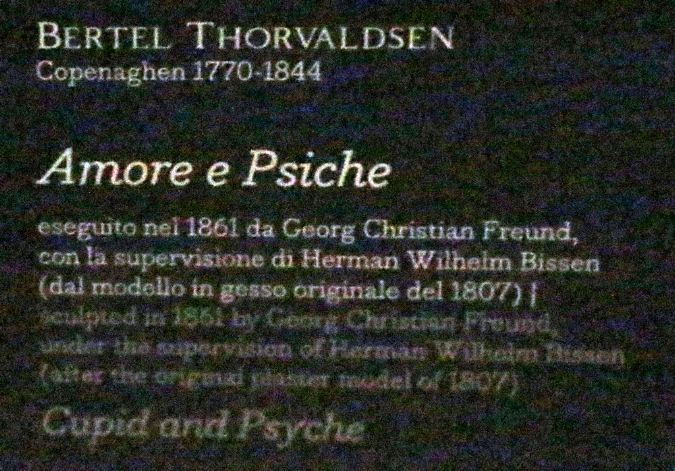 BERTEL THORVALDSEN
Copenaghen 1770-1844
Amore e Psiche
eseguito nel 1861 da Georg Christian Freund,
con la supervisione di Herman Wilhelm Bissen
(dal modello in gesso originale del 1807) |
sculpted in 1861 by Georg Christian Freund,
under the supervision of Herman Wilhelm Bissen
(after the original plaster model of 1807)
Cupid and Psyche